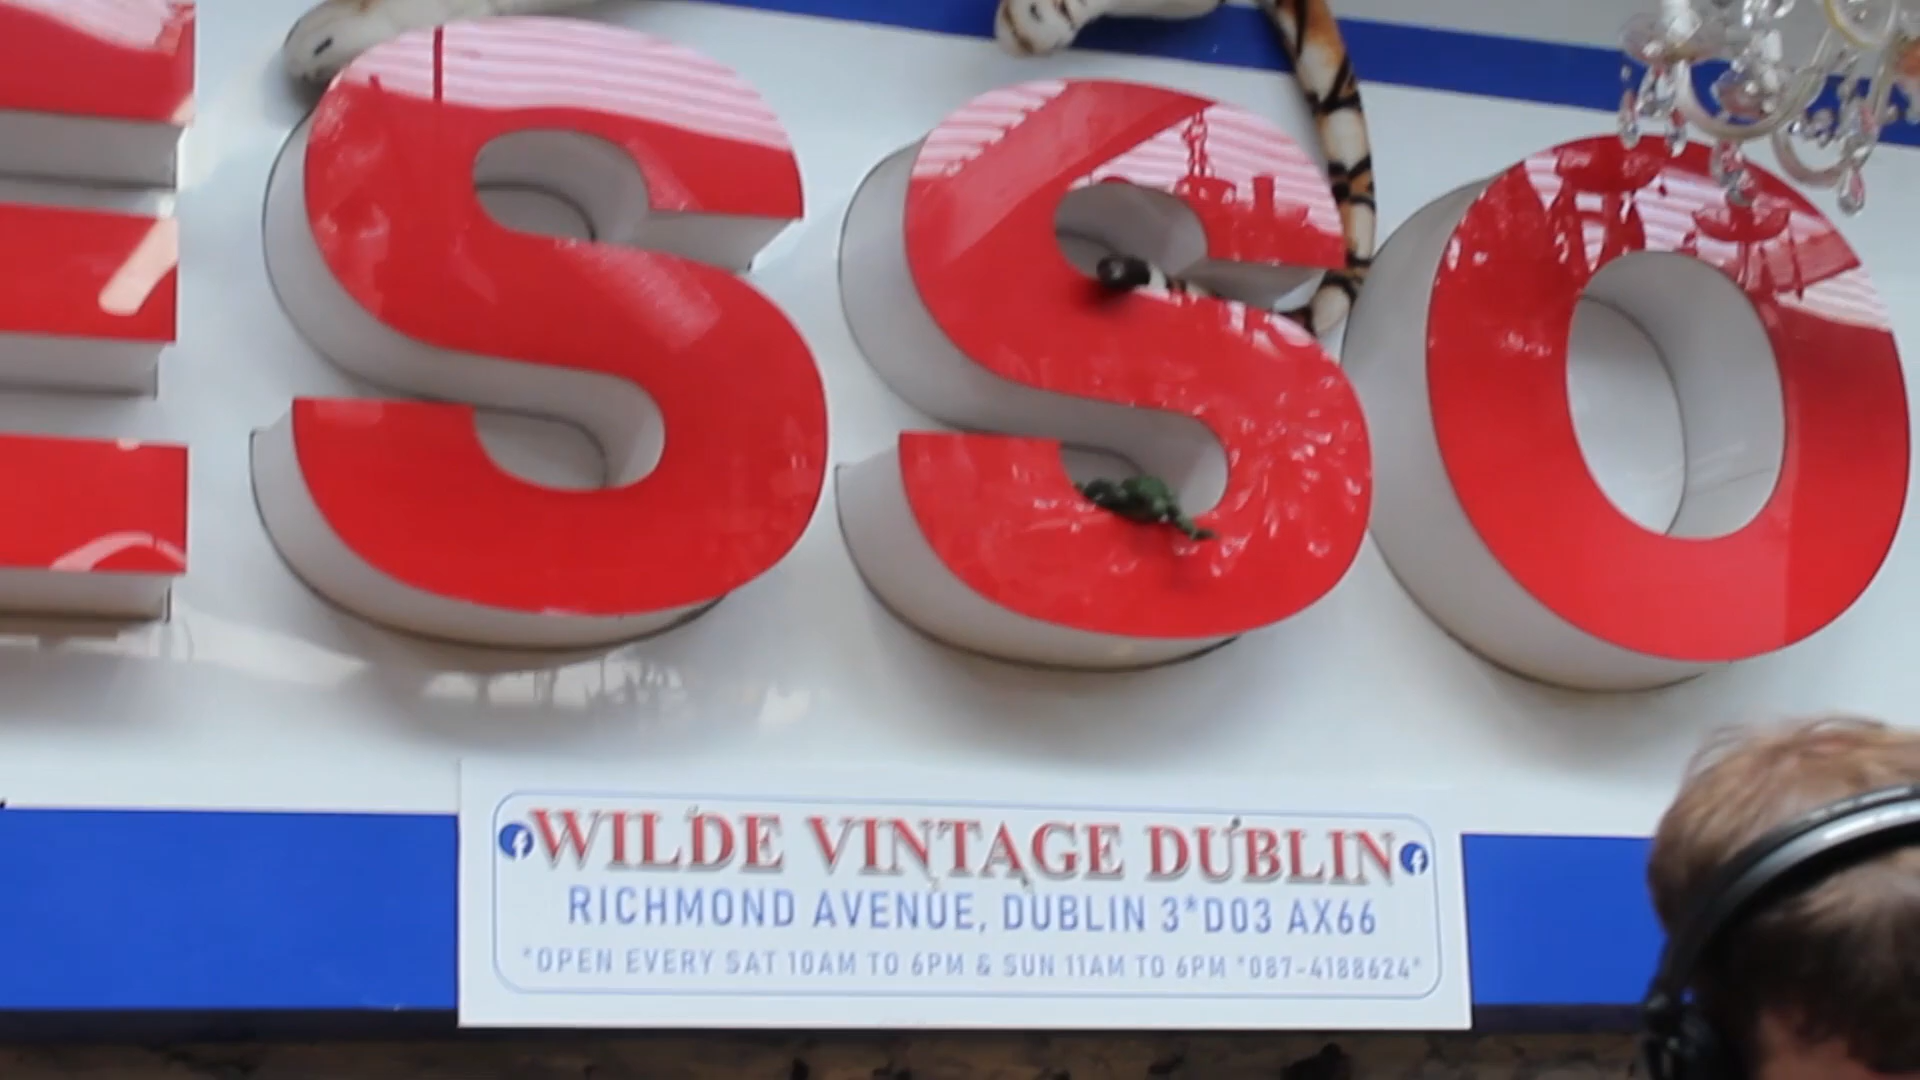 ESSO
WILDE VINTAGE DUBLIN
RICHMOND AVENUE, DUBLIN 3*D03 AX66
*OPEN EVERY SAT 10AM TO 6PM & SUN 11AM TO 6PM *087-4188624*